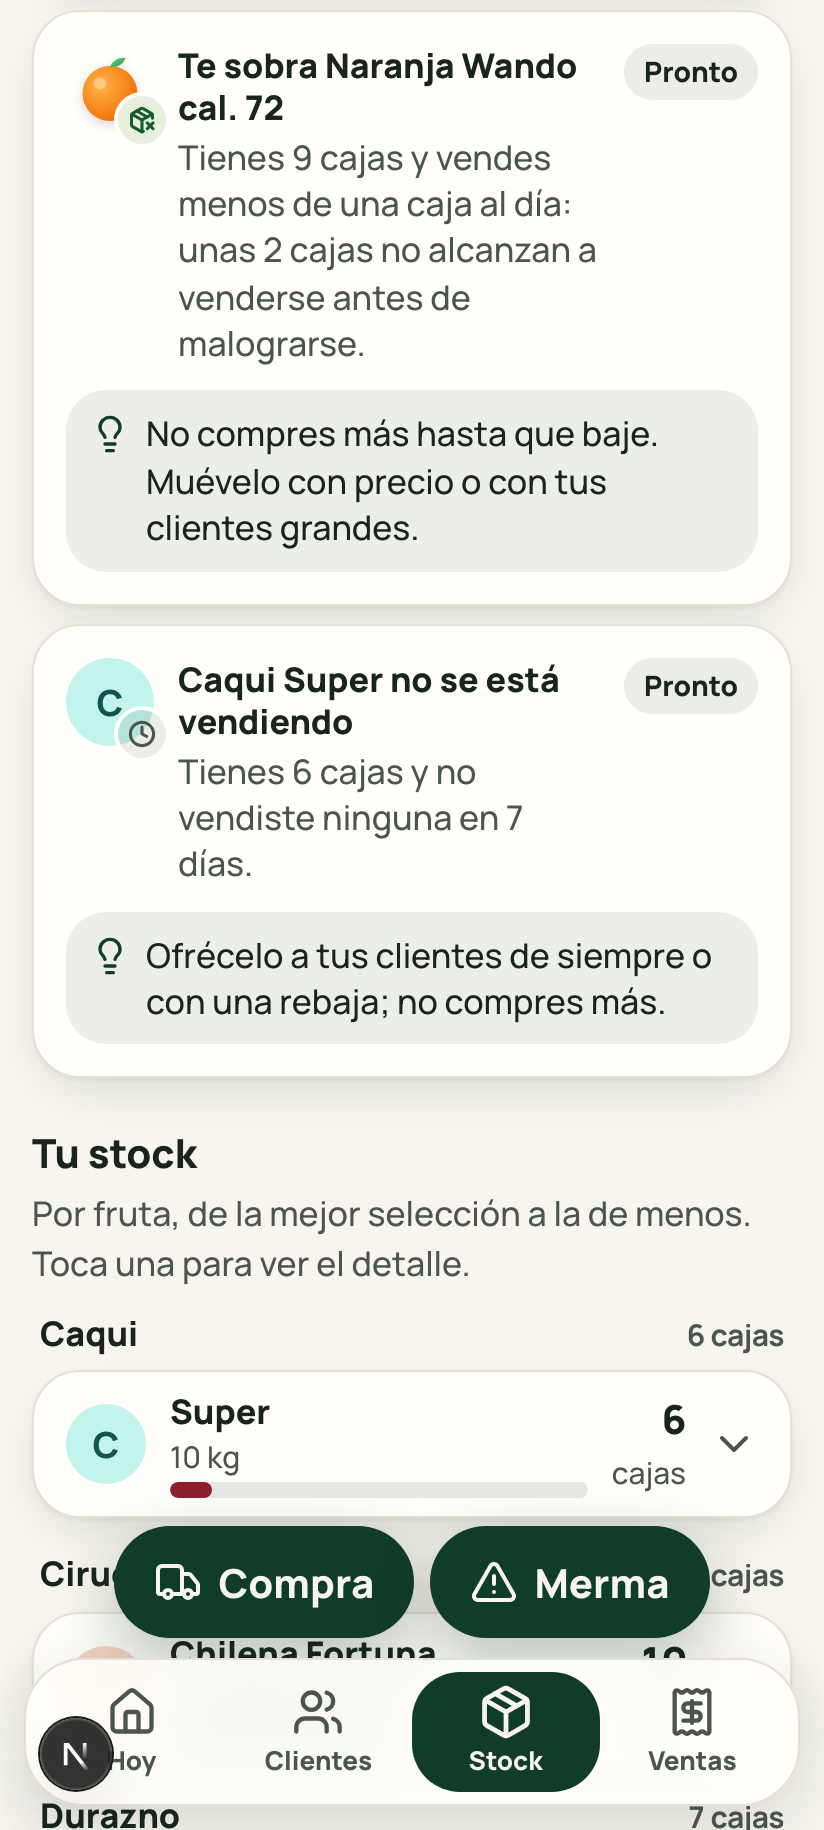 Te sobra Naranja Wando
cal. 72
Pronto
Tienes 9 cajas y vendes
menos de una caja al día:
unas 2 cajas no alcanzan a
venderse antes de
malograrse.
No compres más hasta que baje.
Muévelo con precio o con tus
clientes grandes.
C
Caqui Super no se está
vendiendo
Pronto
Tienes 6 cajas y no
vendiste ninguna en 7
días.
Ofrécelo a tus clientes de siempre o
con una rebaja; no compres más.
Tu stock
Por fruta, de la mejor selección a la de menos.
Toca una para ver el detalle.
Caqui
6 cajas
C
Super
10 kg
6
cajas
cajas
Compra
Merma
Chilena Fortuna
10
N
Hoy
Clientes
Stock
Ventas
Durazno
7 cajas